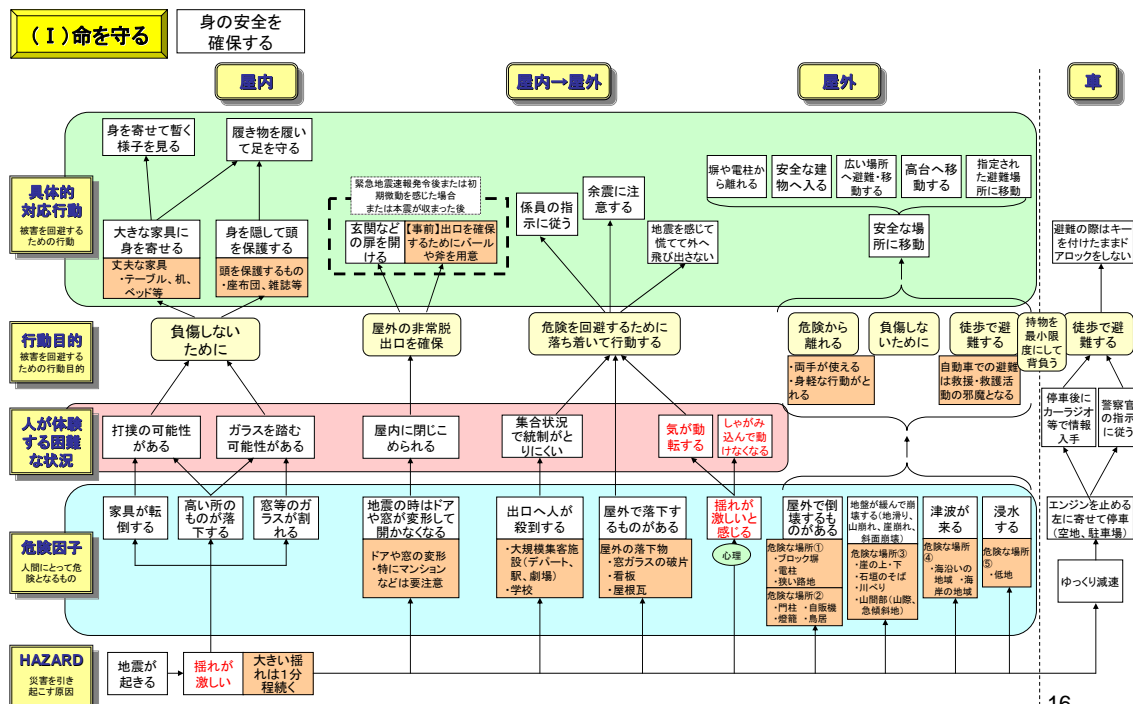 （Ⅰ）命を守る
身の安全を
確保する
屋内
屋内→屋外
屋外
車
具体的
対応行動
被害を回避する
ための行動
身を寄せて暫く
様子を見る
履き物を履い
て足を守る
大きな家具に
身を寄せる
丈夫な家具
・テーブル、机、
ベッド等
身を隠して頭
を保護する
頭を保護するもの
・座布団、雑誌等
緊急地震速報発令後または初
期微動を感じた場合
または本震が収まった後
玄関など
の扉を開
ける
【事前】出口を確保
するためにバール
や斧を用意
係員の指
示に従う
余震に注
意する
地震を感じて
慌てて外へ
飛び出さない
塀や電柱か
ら離れる
安全な建
物へ入る
広い場所
へ避難・移
動する
高台へ移
動する
指定され
た避難場
所に移動
安全な場
所に移動
避難の際はキー
を付けたままド
アロックをしない
行動目的
被害を回避する
ための行動目的
負傷しない
ために
屋外の非常脱
出口を確保
危険を回避するために
落ち着いて行動する
危険から
離れる
・両手が使える
・身軽な行動がと
れる
負傷しな
いために
徒歩で避
難する
自動車での避難
は救援・救護活
動の邪魔となる
持物を
最小限
度にして
背負う
徒歩で避
難する
人が体験
する困難
な状況
打撲の可能性
がある
ガラスを踏む
可能性がある
屋内に閉じこ
められる
集合状況
で統制がと
りにくい
気が動
転する
しゃがみ
込んで動
けなくなる
停車後に
カーラジオ
等で情報
入手
警察官
の指示
に従う
危険因子
人間にとって危
険となるもの
家具が転
倒する
高い所の
ものが落
下する
窓等のガ
ラスが割
れる
地震の時はドア
や窓が変形して
開かなくなる
ドアや窓の変形
・特にマンション
などは要注意
出口へ人が
殺到する
・大規模集客施
設（デパート、
駅、劇場）
・学校
屋外で落下す
るものがある
屋外の落下物
・窓ガラスの破片
・看板
・屋根瓦
揺れが
激しいと
感じる
心理
屋外で倒
壊するも
のがある
危険な場所①
・ブロック塀
・電柱
・狭い路地
危険な場所②
・門柱 ・自販機
・燈籠 ・鳥居
地盤が緩んで崩
壊する（地滑り、
山崩れ、崖崩れ、
斜面崩壊）
危険な場所③
・崖の上・下
・石垣のそば
・川べり
・山間部（山際、
急傾斜地）
津波が
来る
危険な場所
④
・海沿いの
地域 ・海
岸の地域
浸水
する
危険な場所
⑤
・低地
エンジンを止める
左に寄せて停車
（空地、駐車場）
ゆっくり減速
HAZARD
災害を引き
起こす原因
地震が
起きる
揺れが
激しい
大きい揺
れは１分
程続く
16